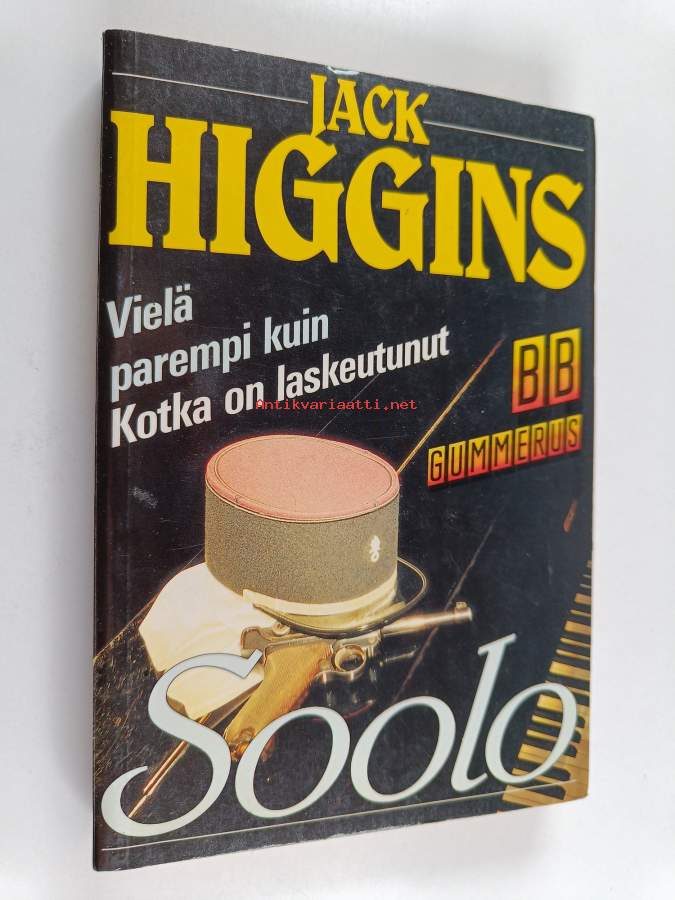 JACK
HIGGINS
Vielä
parempi kuin
Kotka on laskeutunut
Antikvariaatti.net
BB
GUMMERUS
Soolo